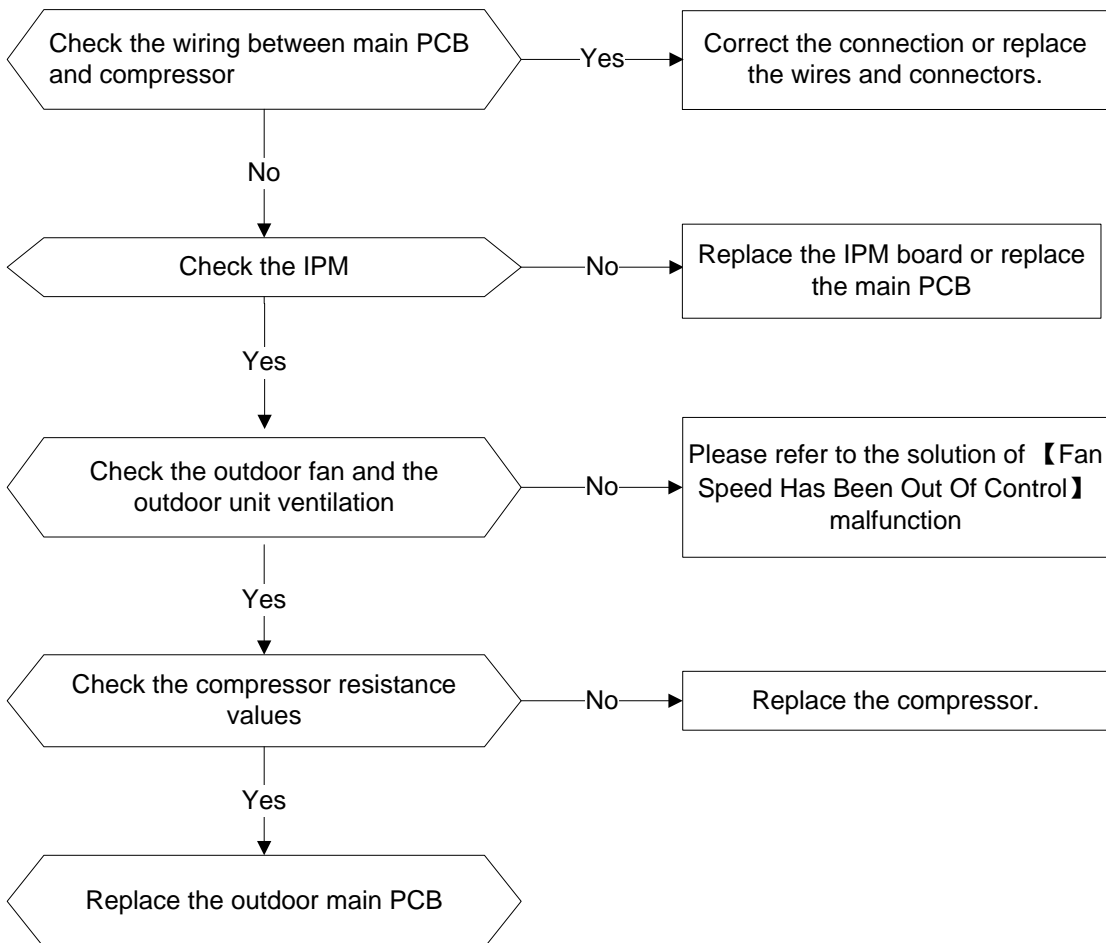 Check the wiring between main PCB
and compressor
Yes
Correct the connection or replace
the wires and connectors.
No
Check the IPM
No
Replace the IPM board or replace
the main PCB
Yes
Check the outdoor fan and the
outdoor unit ventilation
No
Please refer to the solution of 【Fan
Speed Has Been Out Of Control】
malfunction
Yes
Check the compressor resistance
values
No
Replace the compressor.
Yes
Replace the outdoor main PCB